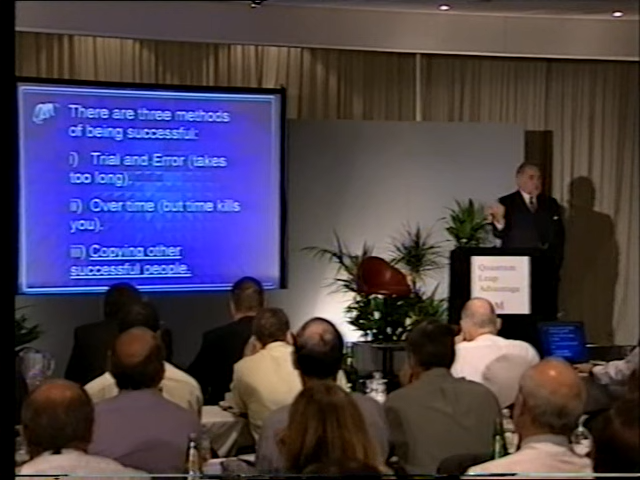 There are three methods
of being successful:
i) Trial and Error (takes
too long).
ii) Over time (but time kills
you).
iii) Copying other
successful people.
Quantum
Leap
Advantage